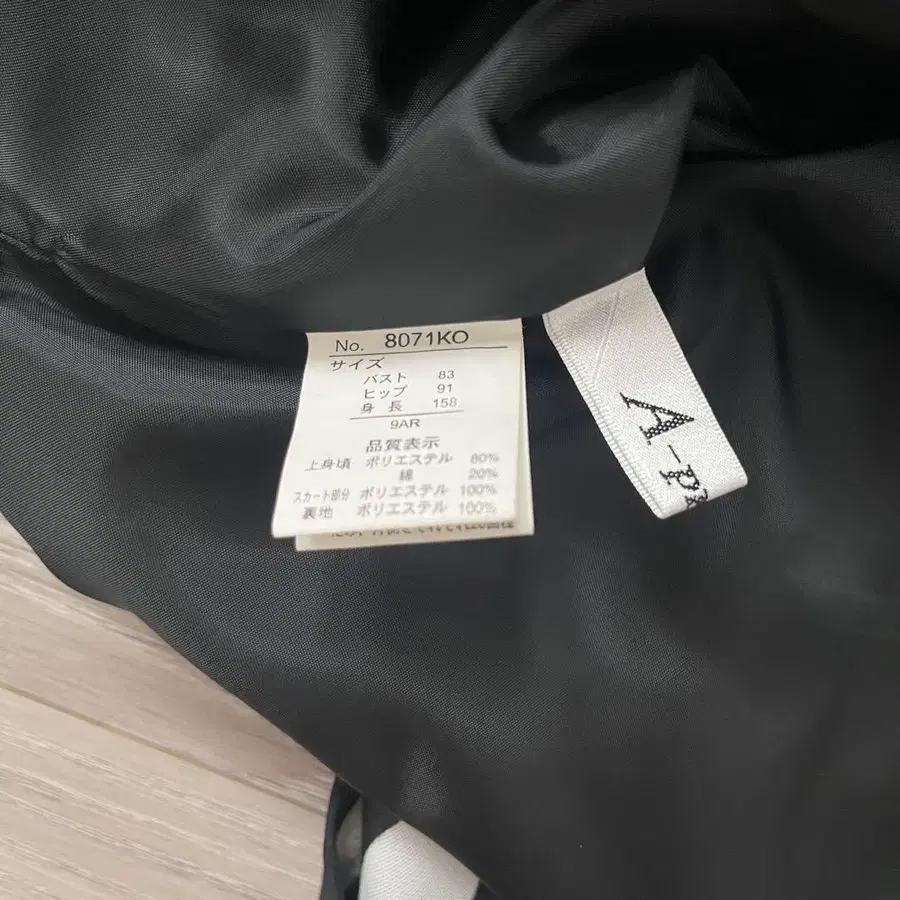 No. 8071KO
サイズ
バスト 83
ヒップ 91
身長 158
9AR
品質表示
上身頃 ポリエステル 80%
綿 20%
スカート部分 ポリエステル 100%
裏地 ポリエステル 100%
A-p